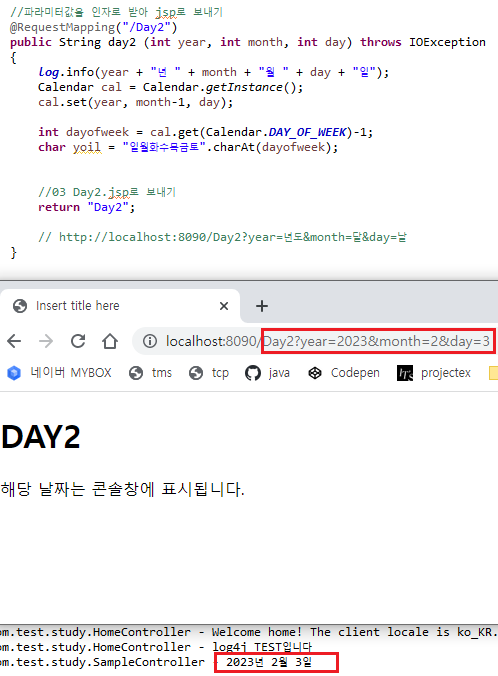 //파라미터값을 인자로 받아 jsp로 보내기
@RequestMapping("/Day2")
public String day2 (int year, int month, int day) throws IOException
{
log.info(year + "년 " + month + "월 " + day + "일");
Calendar cal = Calendar.getInstance();
cal.set(year, month-1, day);
int dayofweek = cal.get(Calendar.DAY_OF_WEEK)-1;
char yoil = "일월화수목금토".charAt(dayofweek);
//03 Day2.jsp로 보내기
return "Day2";
// http://localhost:8090/Day2?year=년도&month=달&day=날
}
Insert title here
localhost:8090/Day2?year=2023&month=2&day=3
네이버 MYBOX tms tcp java Codepen projectex
DAY2
해당 날짜는 콘솔창에 표시됩니다.
om.test.study.HomeController - Welcome home! The client locale is ko_KR.
om.test.study.HomeController - log4j TEST입니다
om.test.study.SampleController - 2023년 2월 3일